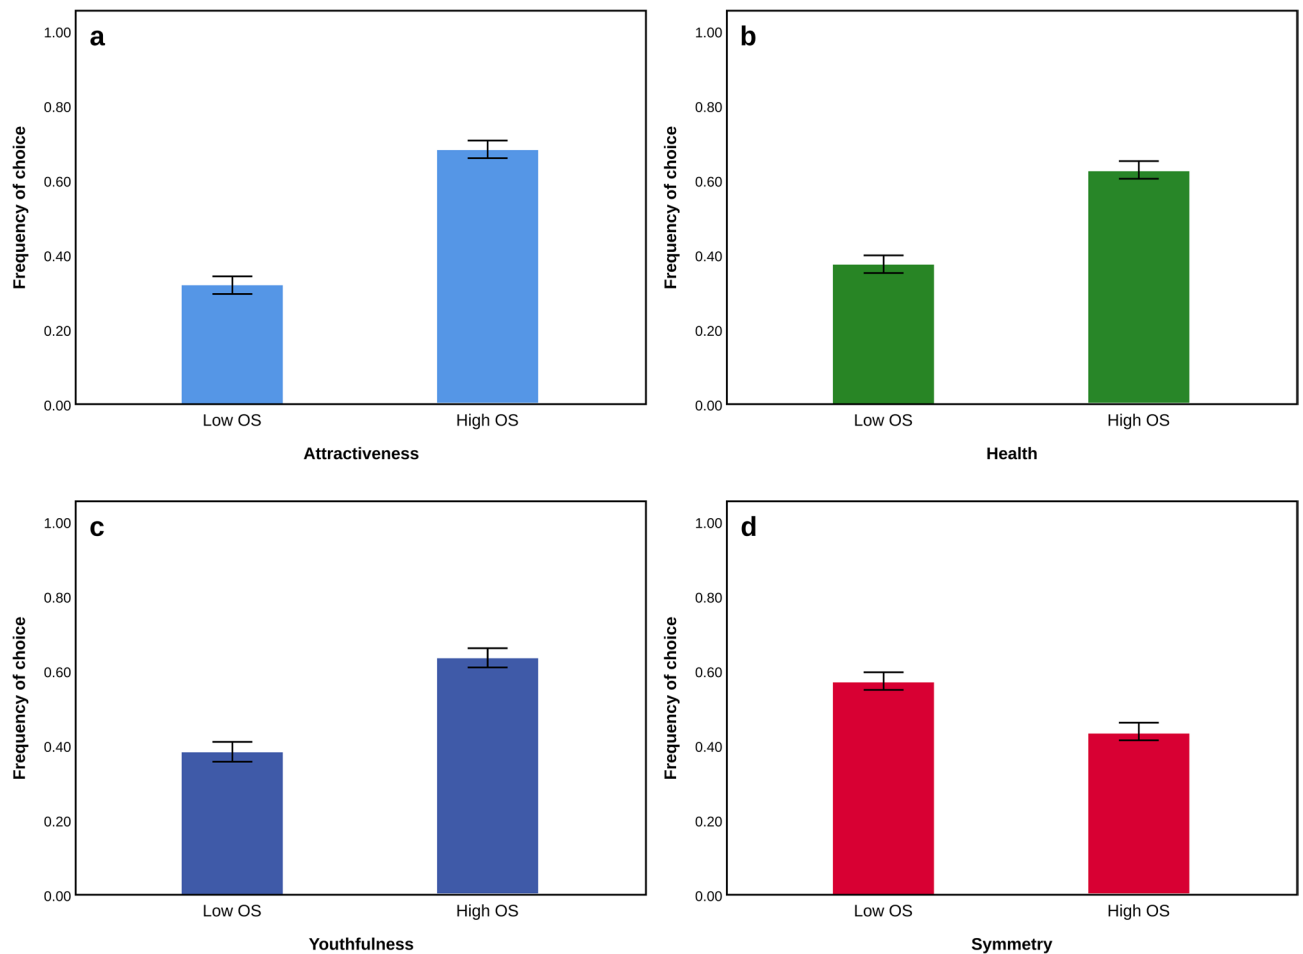 a
1.00
0.80
0.60
0.40
0.20
0.00
Frequency of choice
Low OS High OS
Attractiveness
b
1.00
0.80
0.60
0.40
0.20
0.00
Frequency of choice
Low OS High OS
Health
c
1.00
0.80
0.60
0.40
0.20
0.00
Frequency of choice
Low OS High OS
Youthfulness
d
1.00
0.80
0.60
0.40
0.20
0.00
Frequency of choice
Low OS High OS
Symmetry